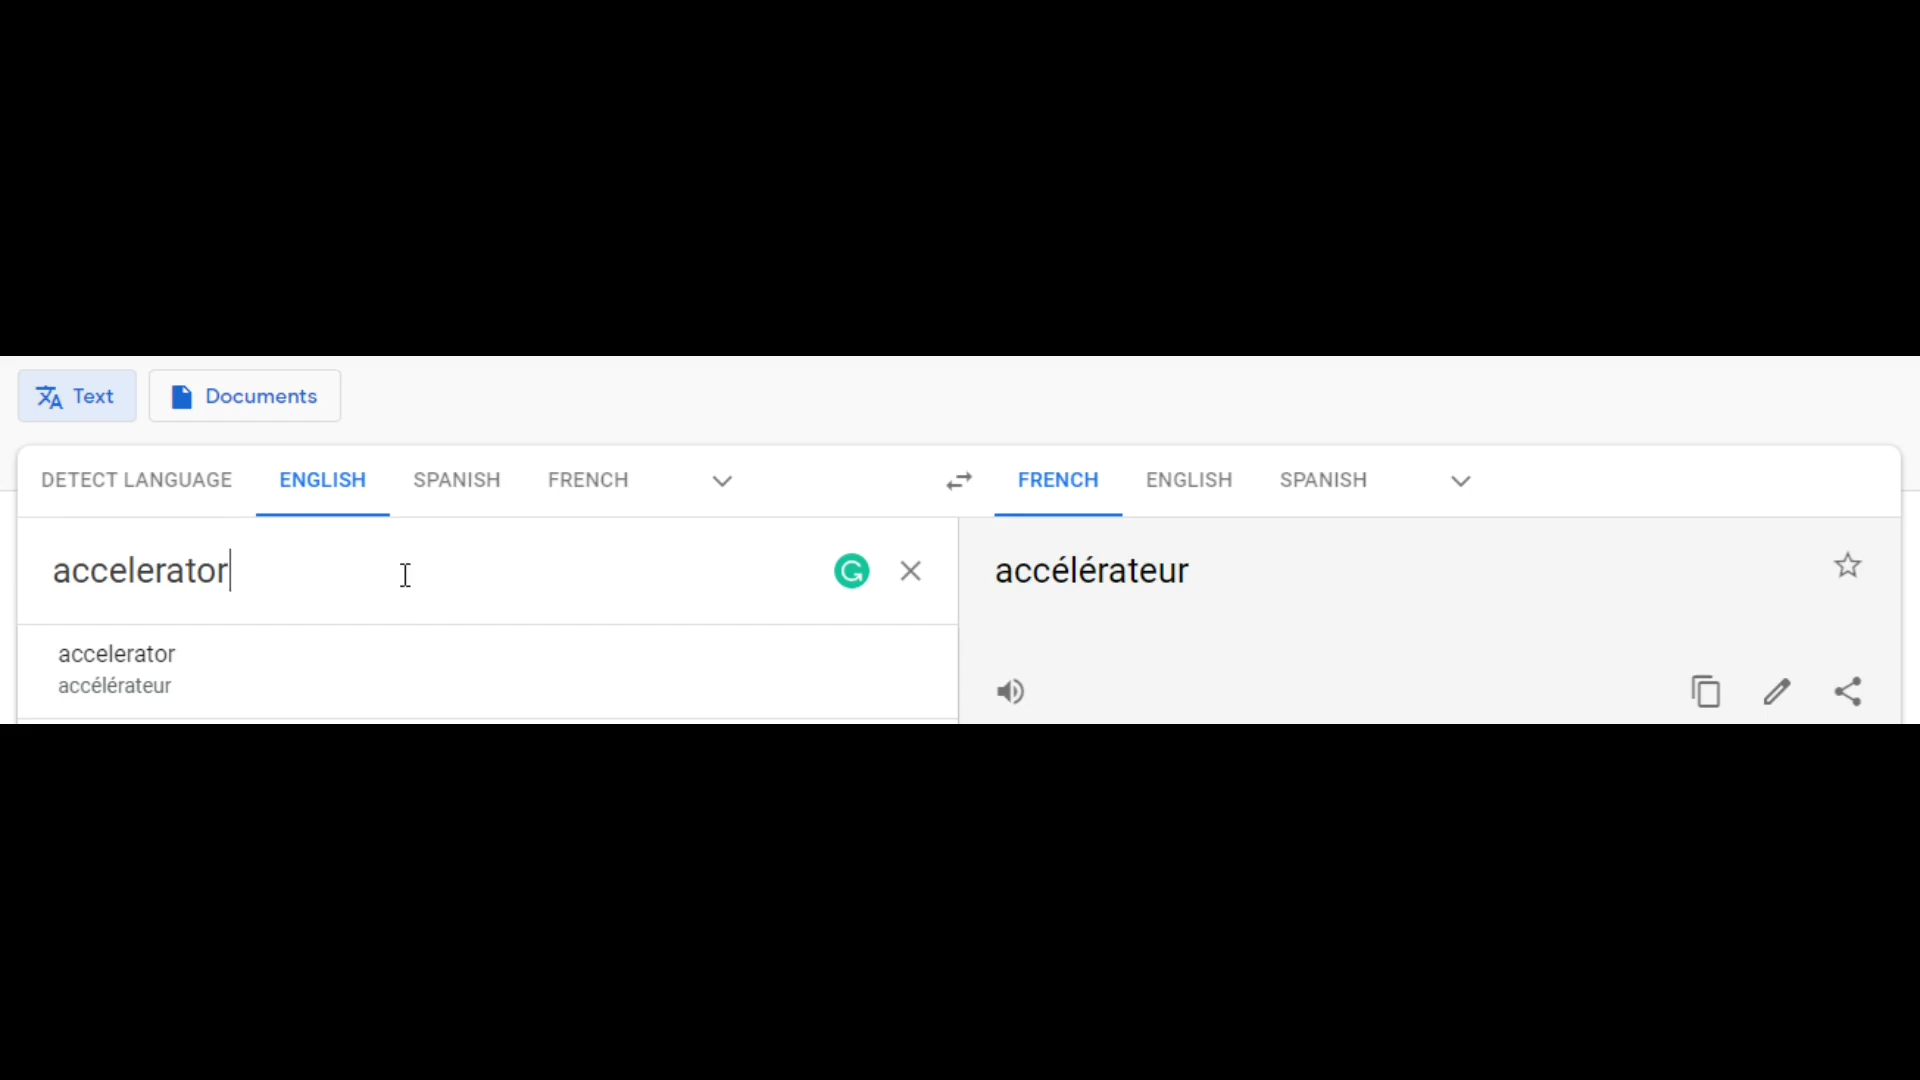 Text Documents
DETECT LANGUAGE ENGLISH SPANISH FRENCH FRENCH ENGLISH SPANISH
accelerator
accélérateur
accelerator
accélérateur